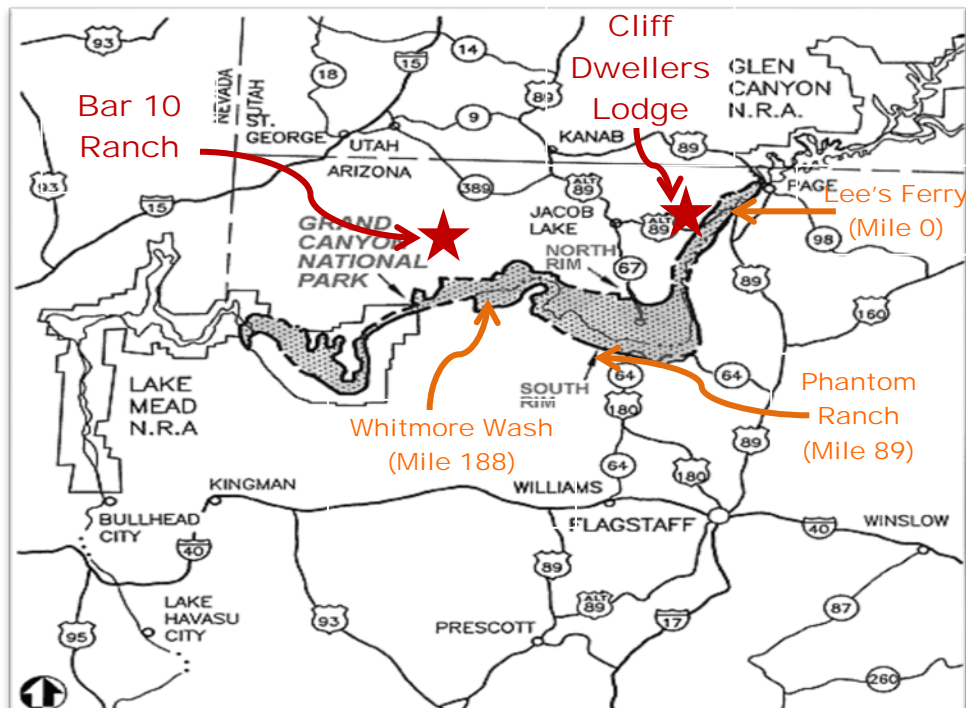 Cliff
Dwellers
Lodge
Bar 10
Ranch
Lee's Ferry
(Mile 0)
Phantom
Ranch
(Mile 89)
Whitmore Wash
(Mile 188)
93
15
14
18
89
9
NEVADA
UTAH
ST.
GEORGE
UTAH
ARIZONA
KANAB
GLEN
CANYON
N.R.A.
89
93
15
389
ALT
89
PAGE
JACOB
LAKE
ALT
89
98
GRAND
CANYON
NATIONAL
PARK
NORTH
RIM
67
89
160
LAKE
MEAD
N.R.A
SOUTH
RIM
64
64
180
89
64
180
KINGMAN
WILLIAMS
BULLHEAD
CITY
FLAGSTAFF
WINSLOW
40
40
89
LAKE
HAVASU
CITY
95
93
ALT
89
17
87
PRESCOTT
260